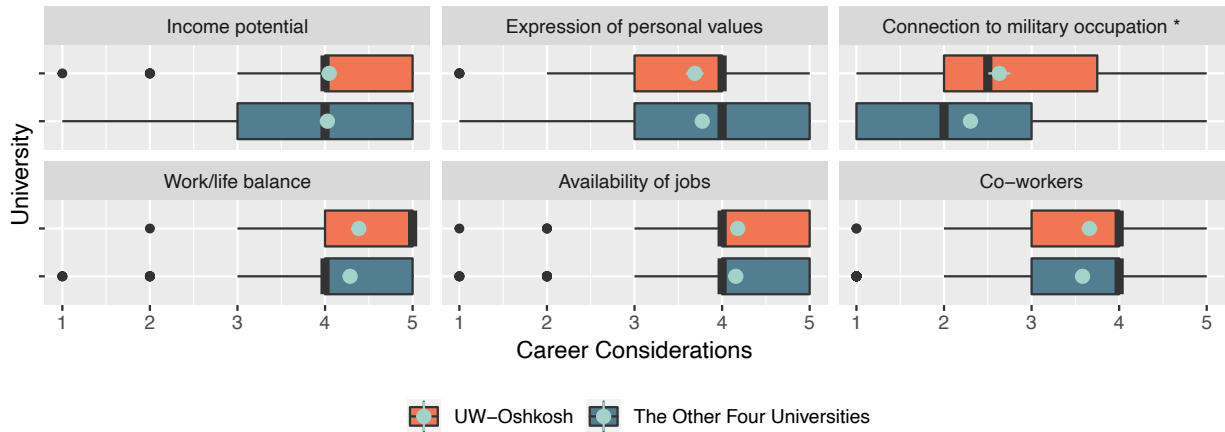 Income potential
Expression of personal values
Connection to military occupation *
Work/life balance
Availability of jobs
Co−workers
University
1 2 3 4 5
1 2 3 4 5
1 2 3 4 5
Career Considerations
UW−Oshkosh
The Other Four Universities